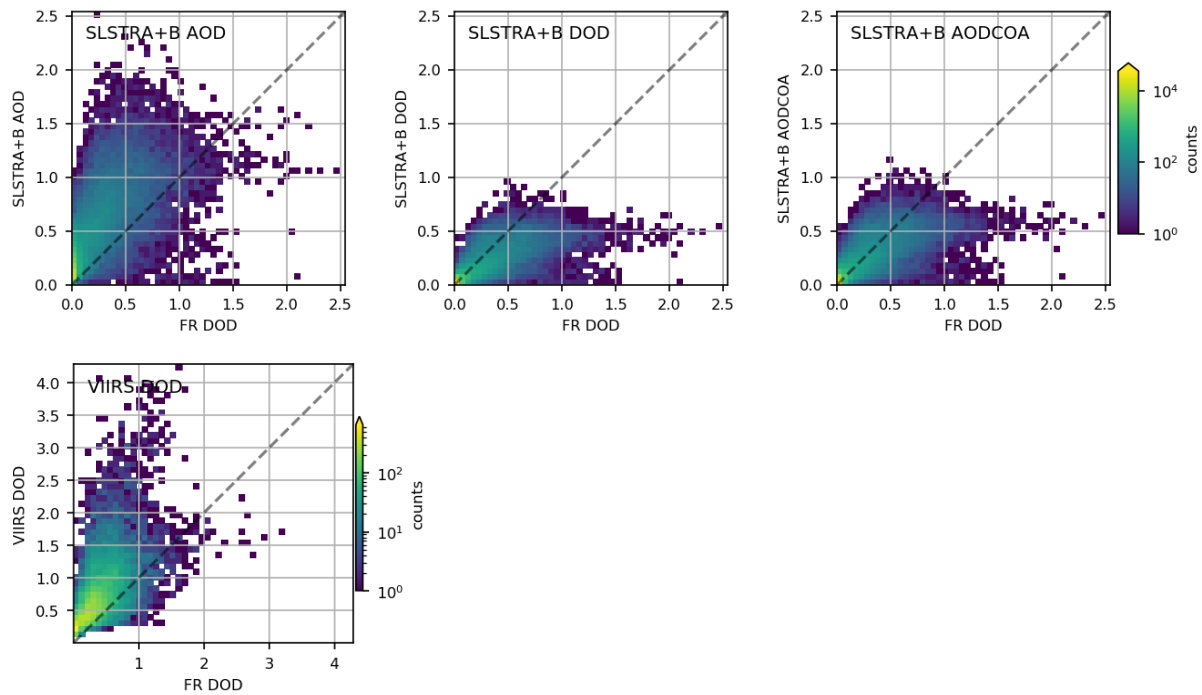 SLSTRA+B AOD
SLSTRA+B AOD
2.5
2.0
1.5
1.0
0.5
0.0
0.0 0.5 1.0 1.5 2.0 2.5
FR DOD
SLSTRA+B DOD
SLSTRA+B DOD
2.5
2.0
1.5
1.0
0.5
0.0
0.0 0.5 1.0 1.5 2.0 2.5
FR DOD
SLSTRA+B AODCOA
SLSTRA+B AODCOA
2.5
2.0
1.5
1.0
0.5
0.0
0.0 0.5 1.0 1.5 2.0 2.5
FR DOD
10⁴
10²
10⁰
counts
VIIRS DOD
VIIRS DOD
4.0
3.5
3.0
2.5
2.0
1.5
1.0
0.5
1 2 3 4
FR DOD
10²
10¹
10⁰
counts